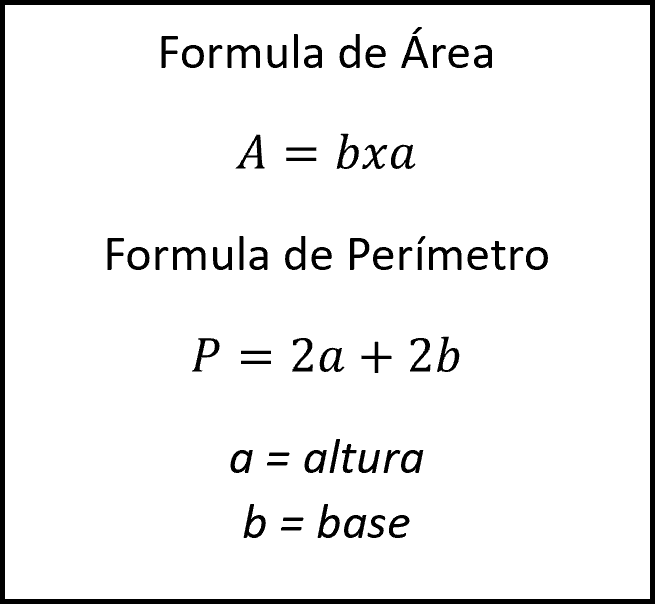 Formula de Área
A = bxa
Formula de Perímetro
P = 2a + 2b
a = altura
b = base